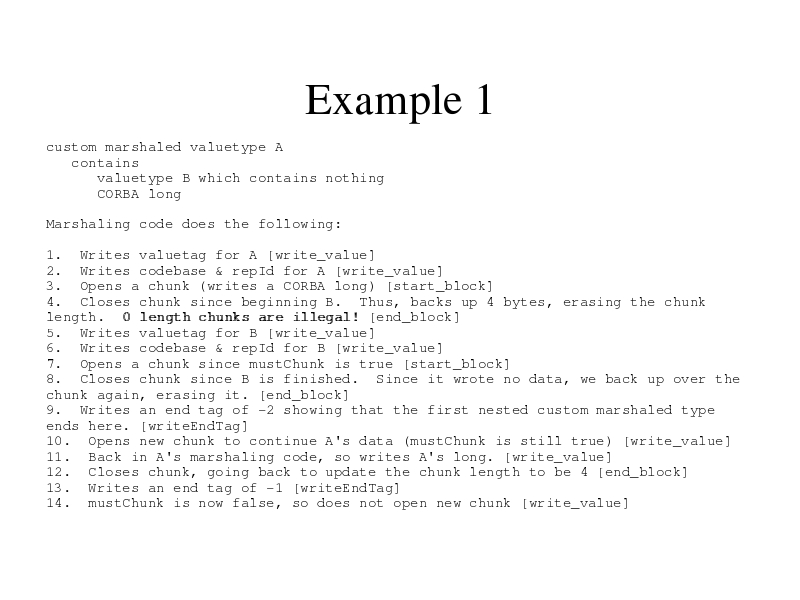 Example 1
custom marshaled valuetype A
contains
valuetype B which contains nothing
CORBA long
Marshaling code does the following:
1.  Writes valuetag for A [write_value]
2.  Writes codebase & repId for A [write_value]
3.  Opens a chunk (writes a CORBA long) [start_block]
4.  Closes chunk since beginning B.  Thus, backs up 4 bytes, erasing the chunk
length.  0 length chunks are illegal! [end_block]
5.  Writes valuetag for B [write_value]
6.  Writes codebase & repId for B [write_value]
7.  Opens a chunk since mustChunk is true [start_block]
8.  Closes chunk since B is finished.  Since it wrote no data, we back up over the
chunk again, erasing it. [end_block]
9.  Writes an end tag of -2 showing that the first nested custom marshaled type
ends here. [writeEndTag]
10.  Opens new chunk to continue A's data (mustChunk is still true) [write_value]
11.  Back in A's marshaling code, so writes A's long. [write_value]
12.  Closes chunk, going back to update the chunk length to be 4 [end_block]
13.  Writes an end tag of -1 [writeEndTag]
14.  mustChunk is now false, so does not open new chunk [write_value]